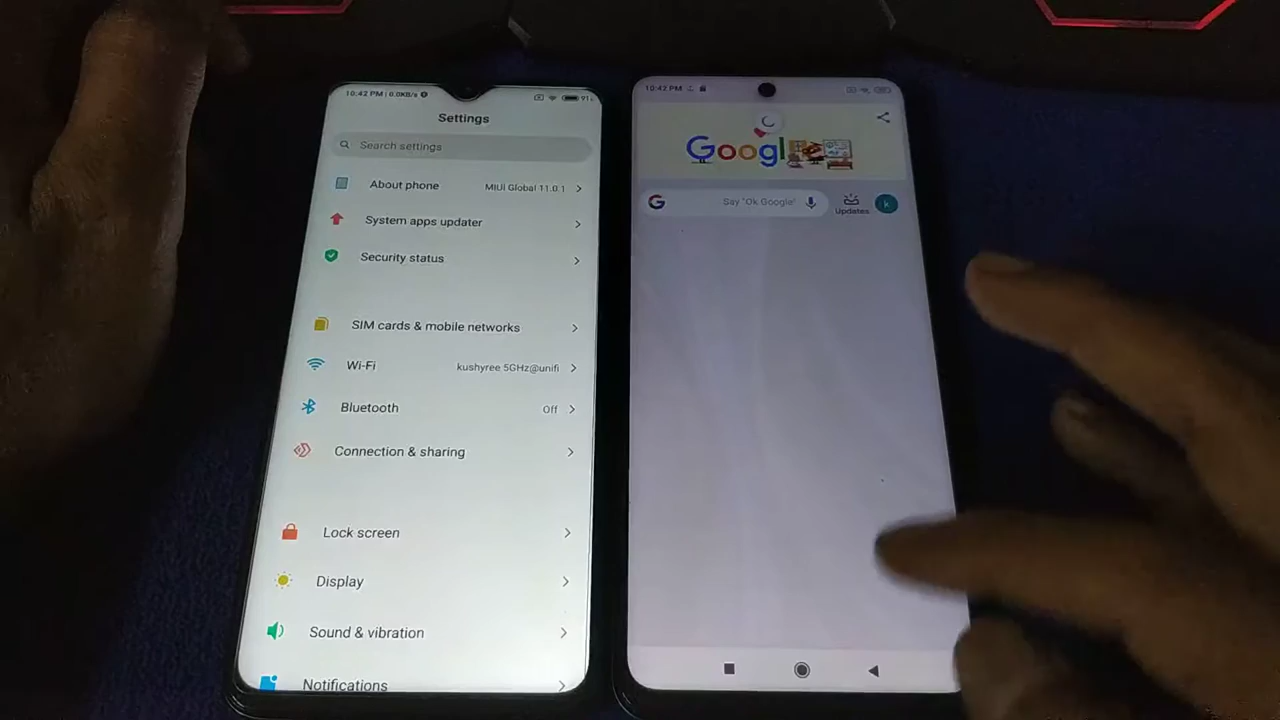 10:42 PM | 0.0KB/s
91
Settings
Search settings
About phone
MIUI Global 11.0.1
System apps updater
Security status
SIM cards & mobile networks
Wi-Fi
kushyree 5GHz@unifi
Bluetooth
Off
Connection & sharing
Lock screen
Display
Sound & vibration
Notifications
10:42 PM
Googl
G
Say "Ok Google"
Updates
k